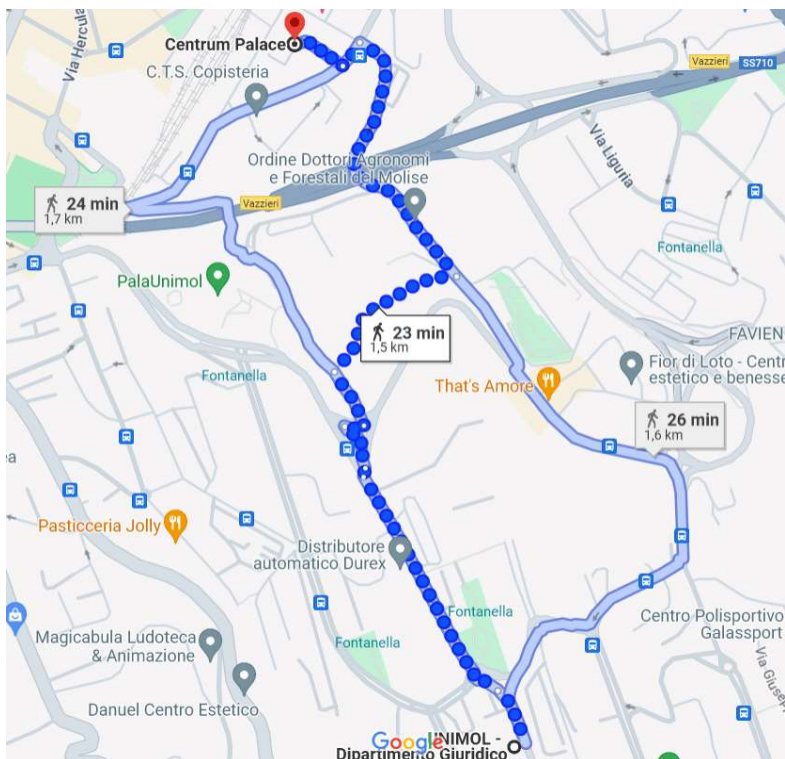 Centrum Palace
Via Hercula
C.T.S. Copisteria
Vazzieri
SS710
Ordine Dottori Agronomi
e Forestali del Molise
Via Liguria
24 min
1,7 km
Vazzieri
Fontanella
PalaUnimol
23 min
1,5 km
FAVIEN
Fior di Loto - Centr
estetico e benesse
Fontanella
That's Amore
26 min
1,6 km
Pasticceria Jolly
Distributore
automatico Durex
Centro Polisportivo
Galassport
Magicabula Ludoteca
& Animazione
Fontanella
Fontanella
Via Giusepp
Danuel Centro Estetico
Google
UNIMOL -
Dipartimento Giuridico